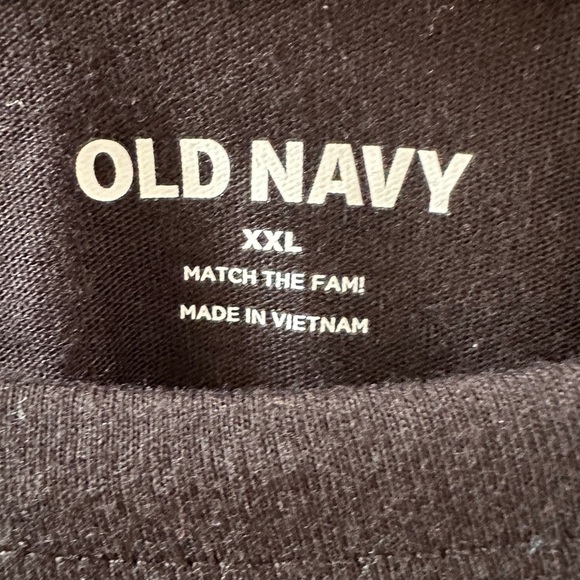 OLD NAVY
XXL
MATCH THE FAM!
MADE IN VIETNAM